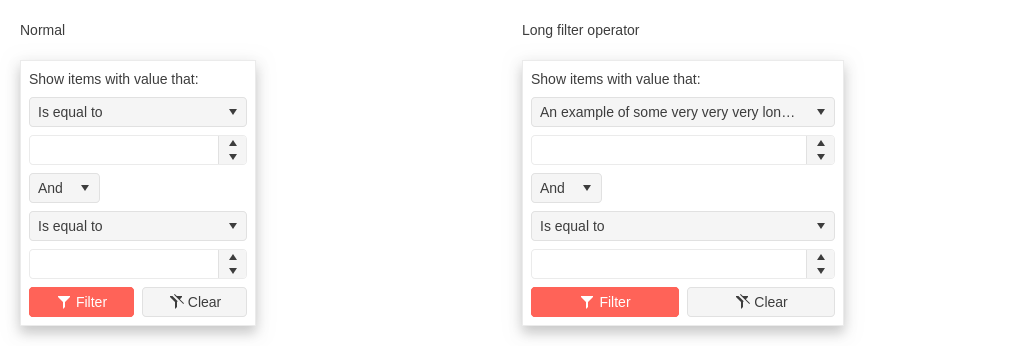 Normal
Show items with value that:
Is equal to
And
Is equal to
Filter
Clear
Long filter operator
Show items with value that:
An example of some very very very lon…
And
Is equal to
Filter
Clear